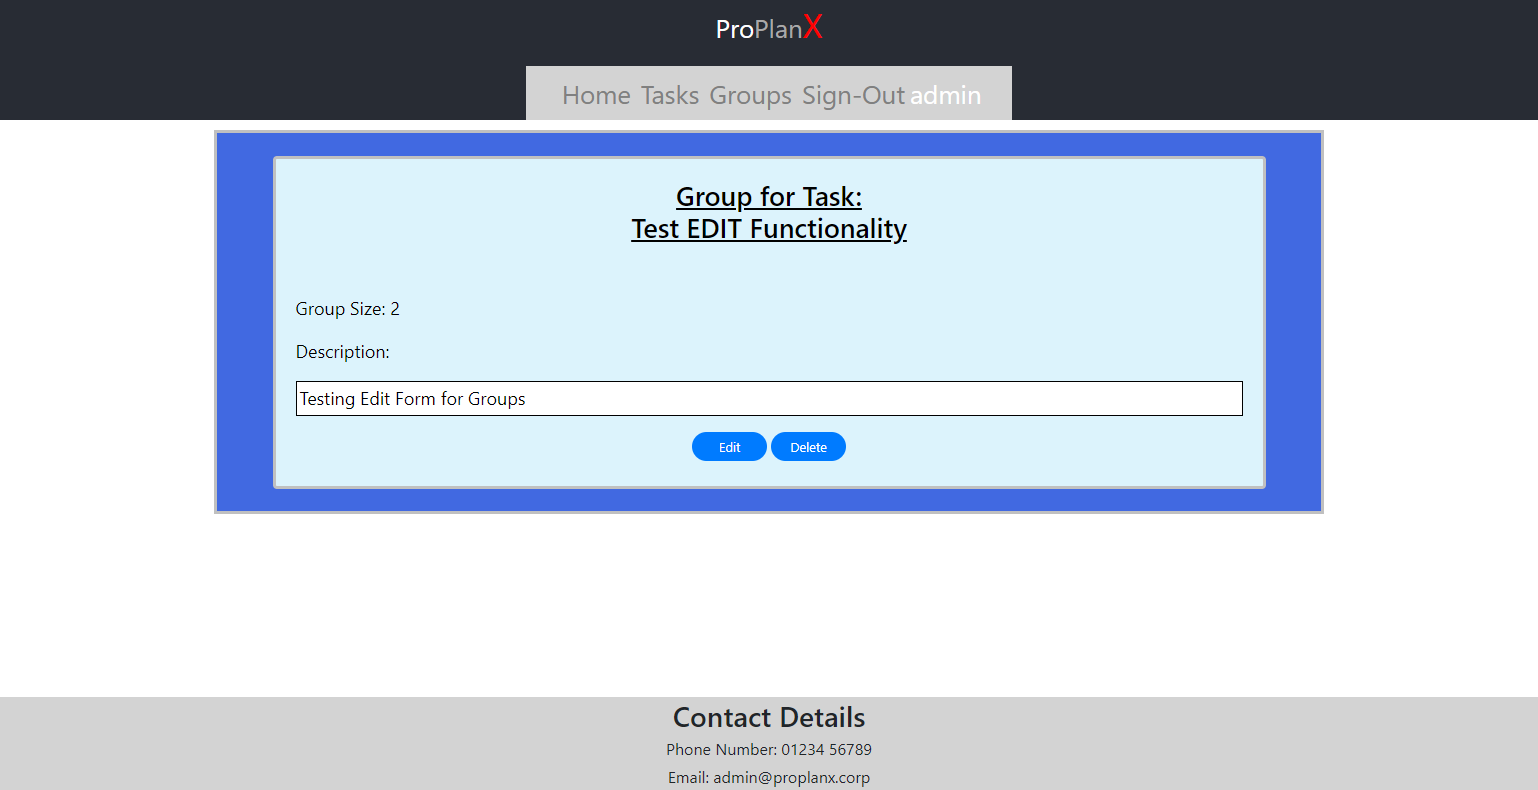 ProPlanX
Home Tasks Groups Sign-Out admin
Group for Task:
Test EDIT Functionality
Group Size: 2
Description:
Testing Edit Form for Groups
Edit Delete
Contact Details
Phone Number: 01234 56789
Email: admin@proplanx.corp